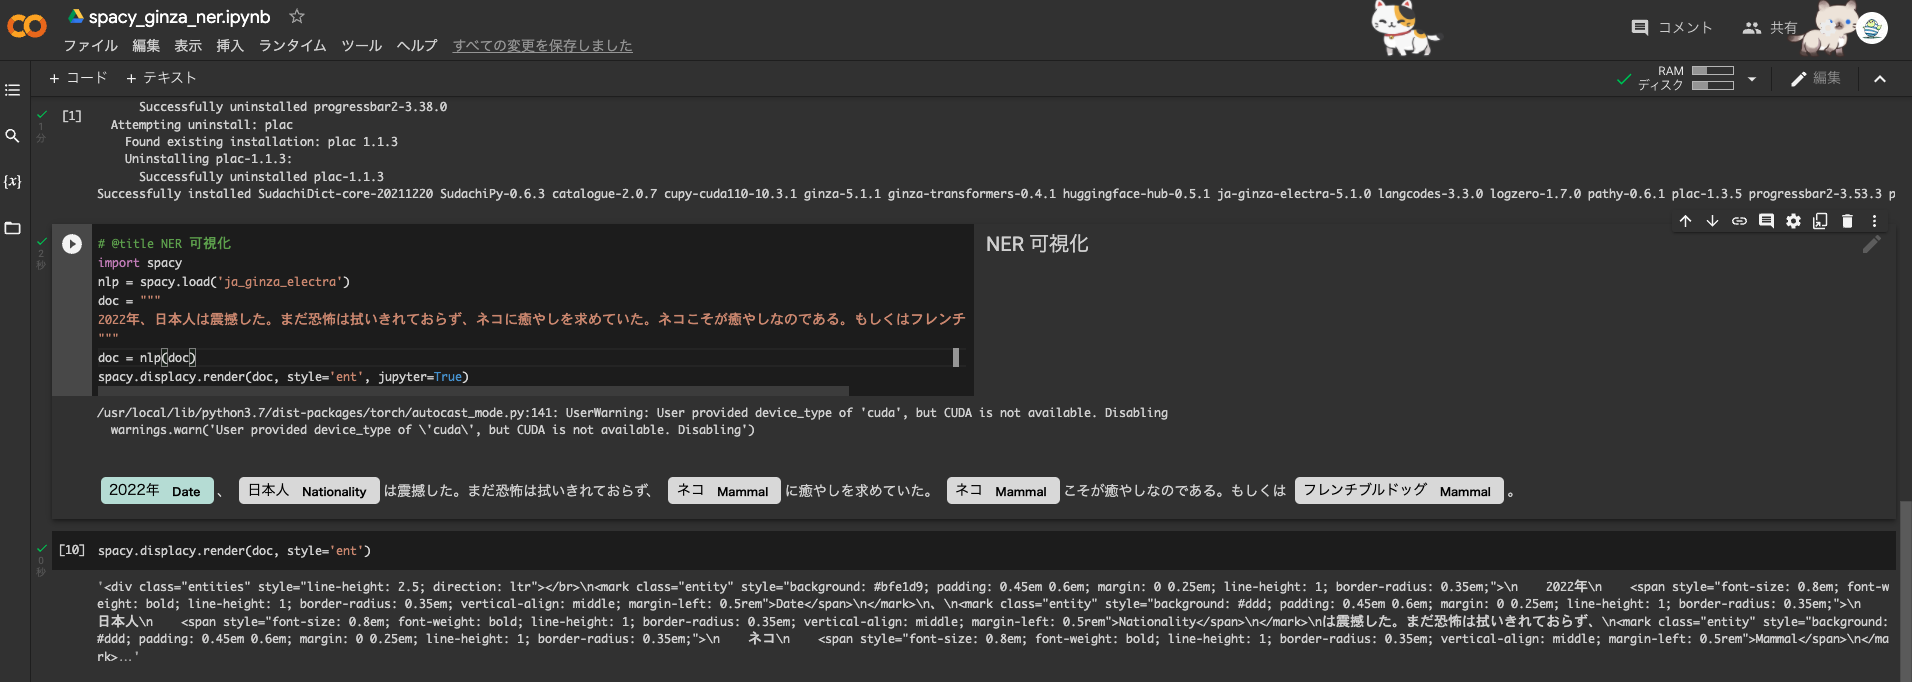 spacy_ginza_ner.ipynb
ファイル 編集 表示 挿入 ランタイム ツール ヘルプ すべての変更を保存しました
コメント 共有
+ コード + テキスト
RAM
ディスク
編集
[1]
1
分
Successfully uninstalled progressbar2-3.38.0
Attempting uninstall: plac
Found existing installation: plac 1.1.3
Uninstalling plac-1.1.3:
Successfully uninstalled plac-1.1.3
Successfully installed SudachiDict-core-20211220 SudachiPy-0.6.3 catalogue-2.0.7 cupy-cuda110-10.3.1 ginza-5.1.1 ginza-transformers-0.4.1 huggingface-hub-0.5.1 ja-ginza-electra-5.1.0 langcodes-3.3.0 logzero-1.7.0 pathy-0.6.1 plac-1.3.5 progressbar2-3.53.3 p
2
秒
# @title NER 可視化
import spacy
nlp = spacy.load('ja_ginza_electra')
doc = """
2022年、日本人は震撼した。まだ恐怖は拭いきれておらず、ネコに癒やしを求めていた。ネコこそが癒やしなのである。もしくはフレンチ
"""
doc = nlp(doc)
spacy.displacy.render(doc, style='ent', jupyter=True)
NER 可視化
/usr/local/lib/python3.7/dist-packages/torch/autocast_mode.py:141: UserWarning: User provided device_type of 'cuda', but CUDA is not available. Disabling
warnings.warn('User provided device_type of \'cuda\', but CUDA is not available. Disabling')
2022年 Date 、 日本人 Nationality は震撼した。まだ恐怖は拭いきれておらず、 ネコ Mammal に癒やしを求めていた。 ネコ Mammal こそが癒やしなのである。もしくは フレンチブルドッグ Mammal 。
0
秒
[10] spacy.displacy.render(doc, style='ent')
'<div class="entities" style="line-height: 2.5; direction: ltr"></br>\n<mark class="entity" style="background: #bfe1d9; padding: 0.45em 0.6em; margin: 0 0.25em; line-height: 1; border-radius: 0.35em;">\n    2022年\n    <span style="font-size: 0.8em; font-w
eight: bold; line-height: 1; border-radius: 0.35em; vertical-align: middle; margin-left: 0.5rem">Date</span>\n</mark>\n、\n<mark class="entity" style="background: #ddd; padding: 0.45em 0.6em; margin: 0 0.25em; line-height: 1; border-radius: 0.35em;">\n
日本人\n    <span style="font-size: 0.8em; font-weight: bold; line-height: 1; border-radius: 0.35em; vertical-align: middle; margin-left: 0.5rem">Nationality</span>\n</mark>\nは震撼した。まだ恐怖は拭いきれておらず、\n<mark class="entity" style="background:
#ddd; padding: 0.45em 0.6em; margin: 0 0.25em; line-height: 1; border-radius: 0.35em;">\n    ネコ\n    <span style="font-size: 0.8em; font-weight: bold; line-height: 1; border-radius: 0.35em; vertical-align: middle; margin-left: 0.5rem">Mammal</span>\n</ma
rk>…'